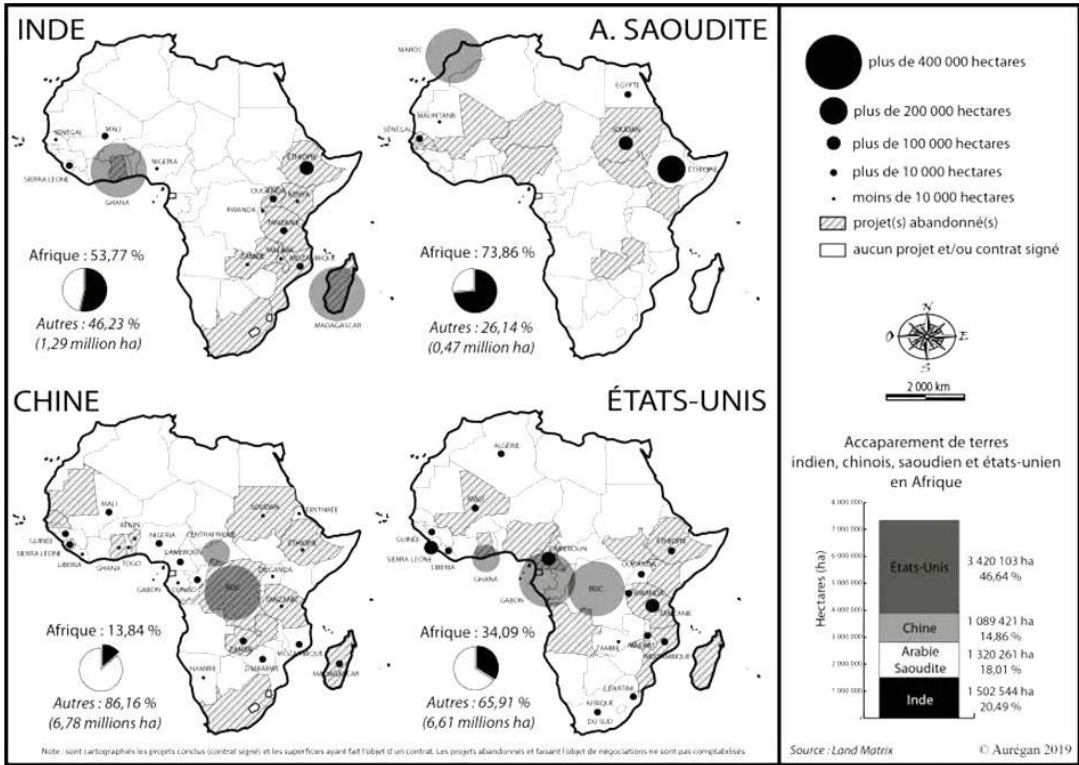 INDE
MAROC
SÉNÉGAL
MALI
SIERRA LEONE
GHANA
NIGERIA
ÉTHIOPIE
OUGANDA
KENYA
RWANDA
TANZANIE
ZAMBIE
MALAWI
MOZAMBIQUE
MADAGASCAR
Afrique : 53,77 %
Autres : 46,23 %
(1,29 million ha)
A. SAOUDITE
MAURITANIE
SÉNÉGAL
EGYPTE
SOUDAN
ÉTHIOPIE
Afrique : 73,86 %
Autres : 26,14 %
(0,47 million ha)
CHINE
MALI
GUINÉE
SIERRA LEONE
LIBERIA
GHANA
TOGO
BÉNIN
NIGERIA
CAMEROUN
CENTRAFRIQUE
GABON
CONGO
RDC
SOUDAN
ERYTHRÉE
ÉTHIOPIE
OUGANDA
TANZANIE
ZAMBIE
MOZAMBIQUE
ZIMBABWE
NAMIBIE
MADAGASCAR
Afrique : 13,84 %
Autres : 86,16 %
(6,78 millions ha)
ÉTATS-UNIS
ALGÉRIE
MALI
GUINÉE
SIERRA LEONE
LIBERIA
GHANA
CAMEROUN
GABON
RDC
ÉTHIOPIE
OUGANDA
RWANDA
TANZANIE
ZAMBIE
MALAWI
MOZAMBIQUE
ESWATINI
AFRIQUE
DU SUD
Afrique : 34,09 %
Autres : 65,91 %
(6,61 millions ha)
Note : sont cartographiés les projets conclus (contrat signé) et les superficies ayant fait l'objet d'un contrat. Les projets abandonnés et faisant l'objet de négociations ne sont pas comptabilisés.
plus de 400 000 hectares
plus de 200 000 hectares
plus de 100 000 hectares
plus de 10 000 hectares
moins de 10 000 hectares
projet(s) abandonné(s)
aucun projet et/ou contrat signé
N
O
E
S
2 000 km
Accaparement de terres
indien, chinois, saoudien et états-unien
en Afrique
Hectares (ha)
8 000 000
7 000 000
6 000 000
5 000 000
4 000 000
3 000 000
2 000 000
1 000 000
États-Unis
3 420 103 ha
46,64 %
Chine
1 089 421 ha
14,86 %
Arabie
Saoudite
1 320 261 ha
18,01 %
Inde
1 502 544 ha
20,49 %
Source : Land Matrix
© Aurégan 2019